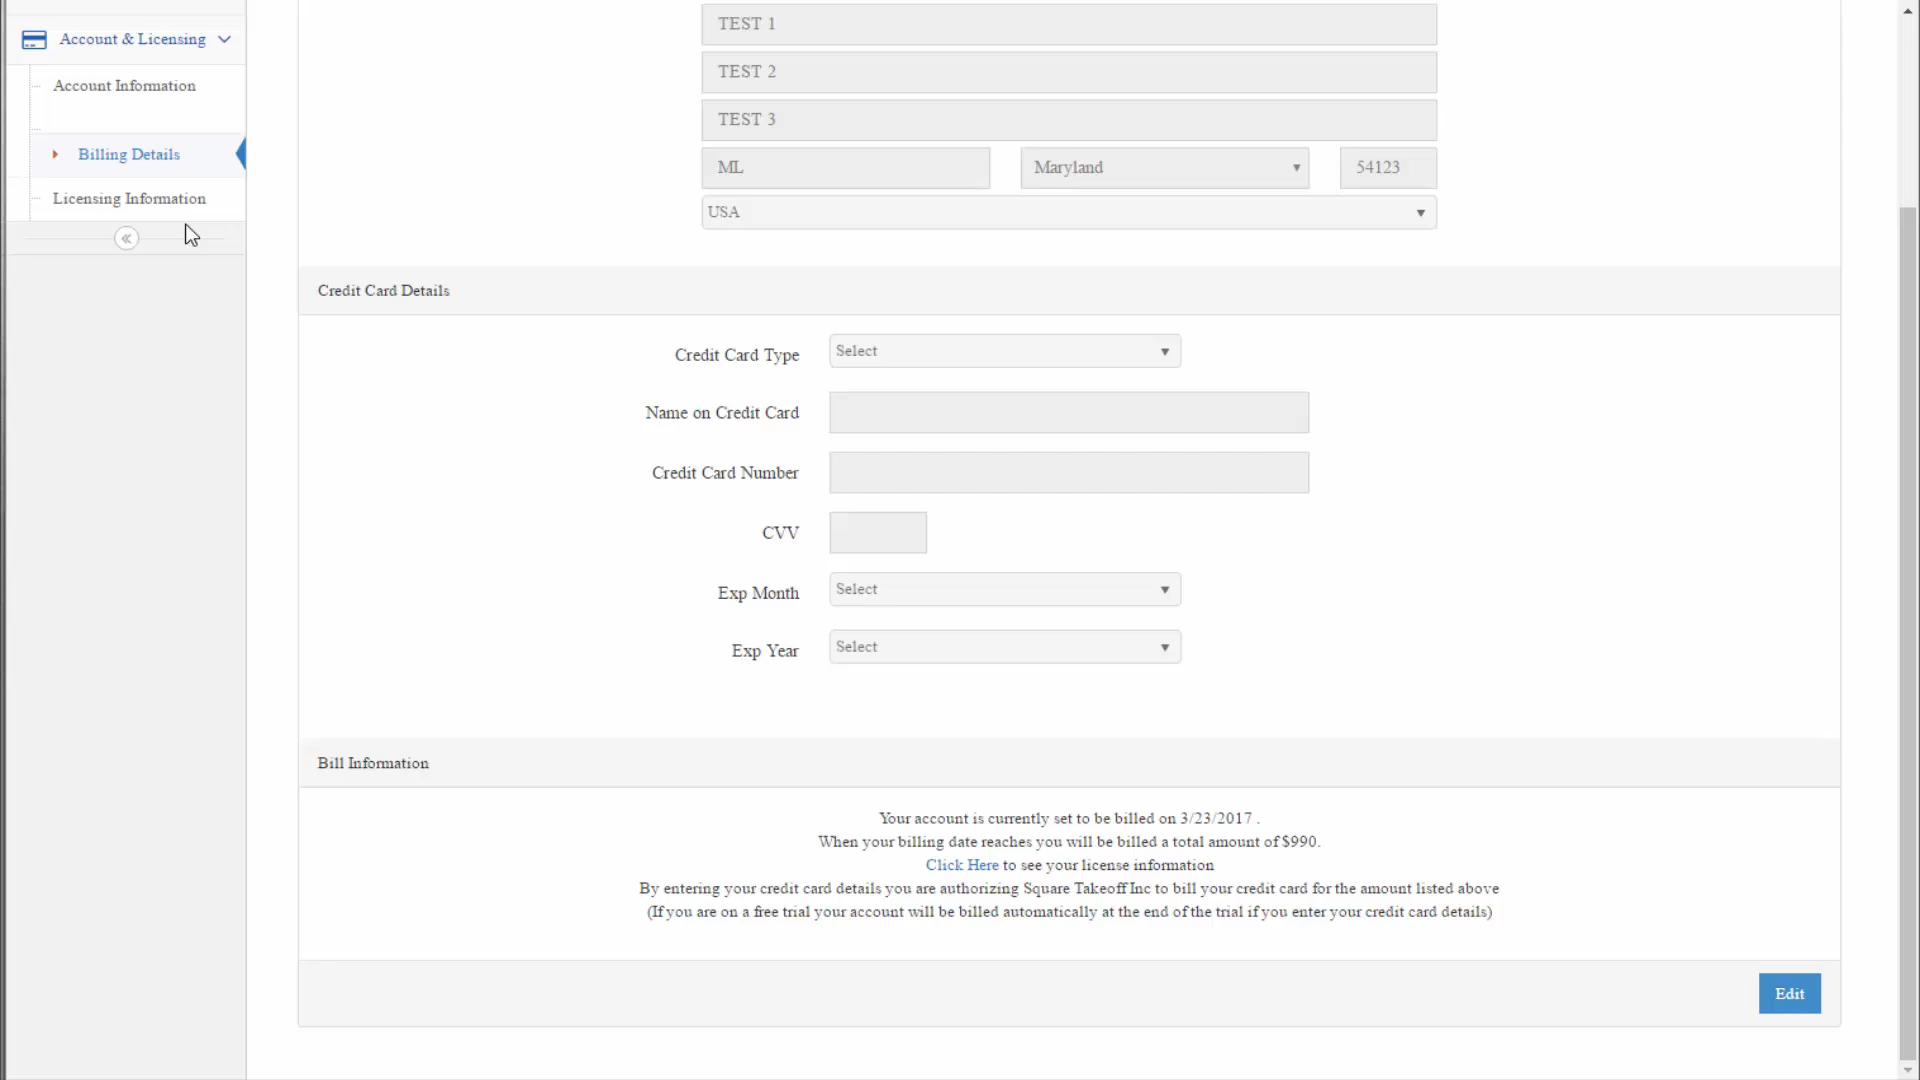 Account & Licensing
Account Information
Billing Details
Licensing Information
TEST 1
TEST 2
TEST 3
ML
Maryland
54123
USA
Credit Card Details
Credit Card Type
Select
Name on Credit Card
Credit Card Number
CVV
Exp Month
Select
Exp Year
Select
Bill Information
Your account is currently set to be billed on 3/23/2017 .
When your billing date reaches you will be billed a total amount of $990.
Click Here to see your license information
By entering your credit card details you are authorizing Square Takeoff Inc to bill your credit card for the amount listed above
(If you are on a free trial your account will be billed automatically at the end of the trial if you enter your credit card details)
Edit